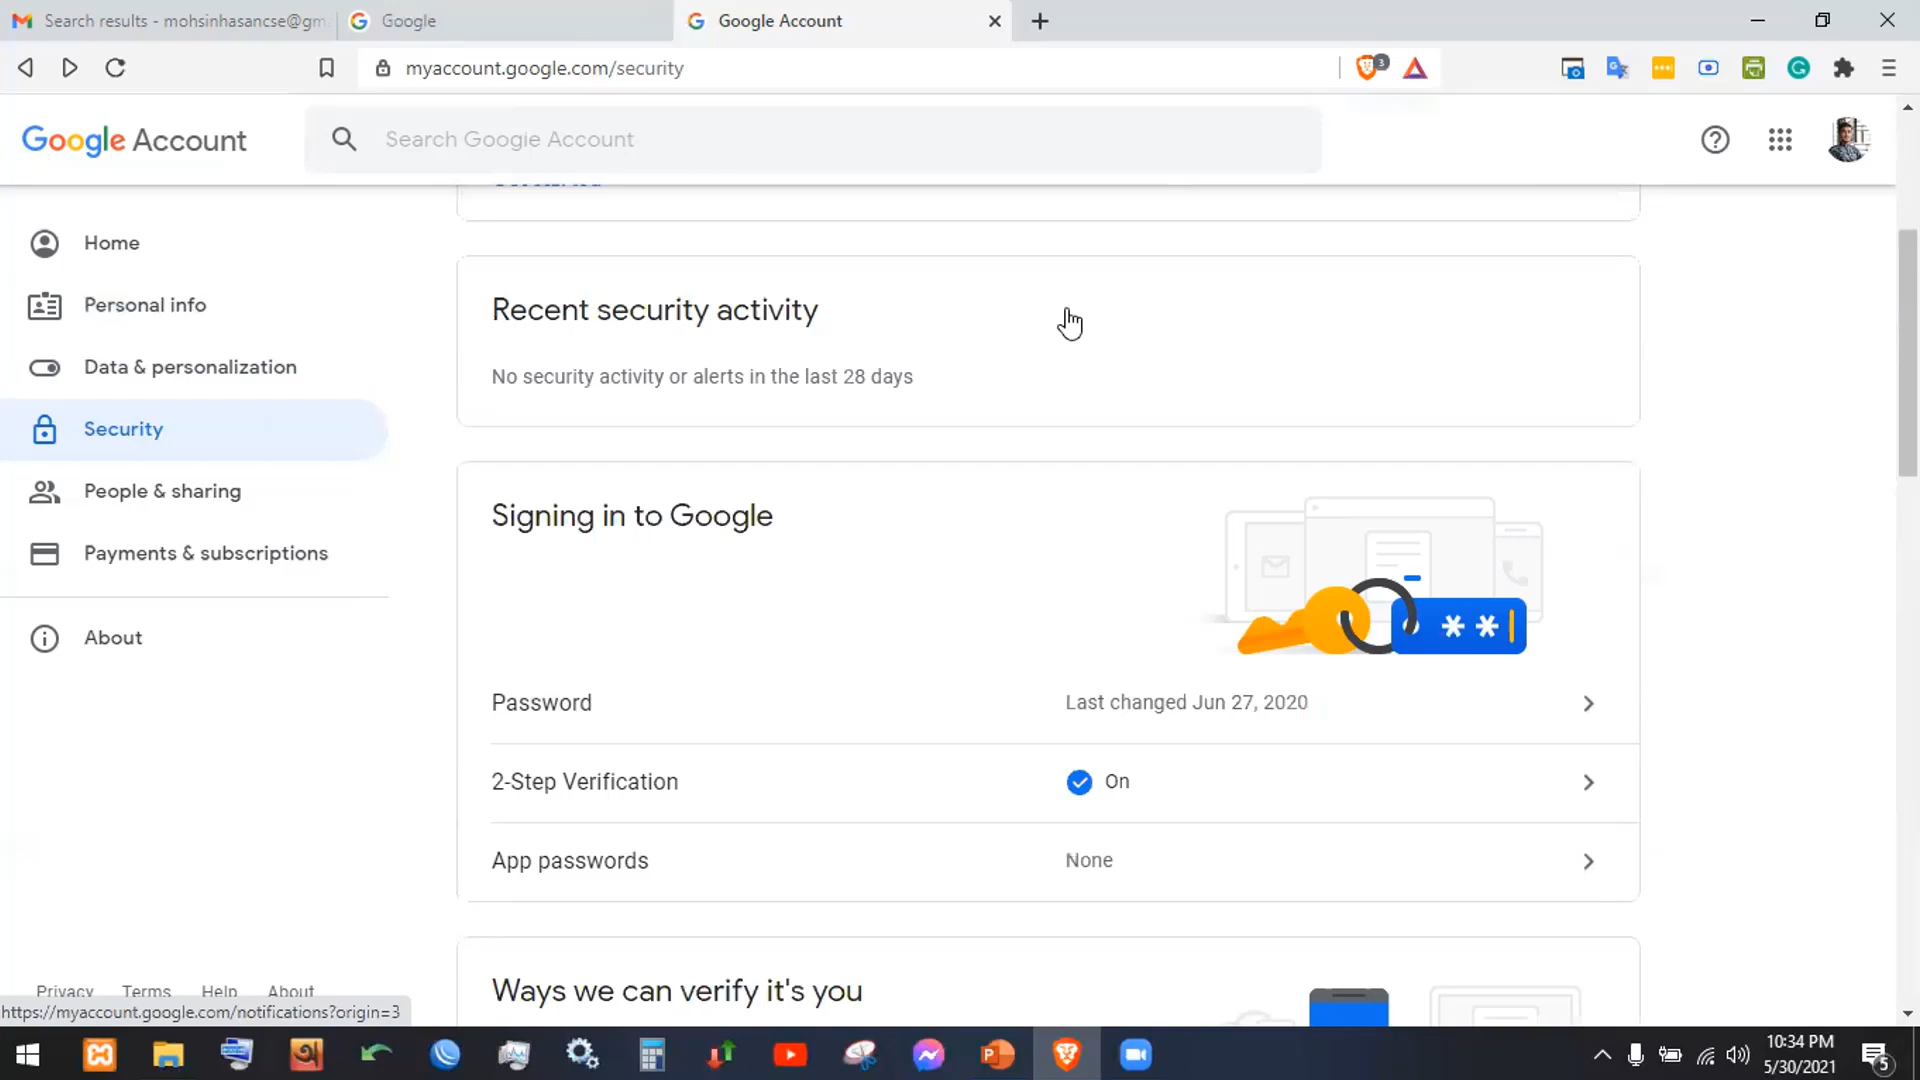 Search results - mohsinhasancse@gm
Google
Google Account
myaccount.google.com/security
3
Google Account
Search Google Account
Home
Personal info
Data & personalization
Security
People & sharing
Payments & subscriptions
About
Recent security activity
No security activity or alerts in the last 28 days
Signing in to Google
* *
Password
Last changed Jun 27, 2020
2-Step Verification
On
App passwords
None
Ways we can verify it's you
Privacy Terms Help About
https://myaccount.google.com/notifications?origin=3
10:34 PM
5/30/2021
5